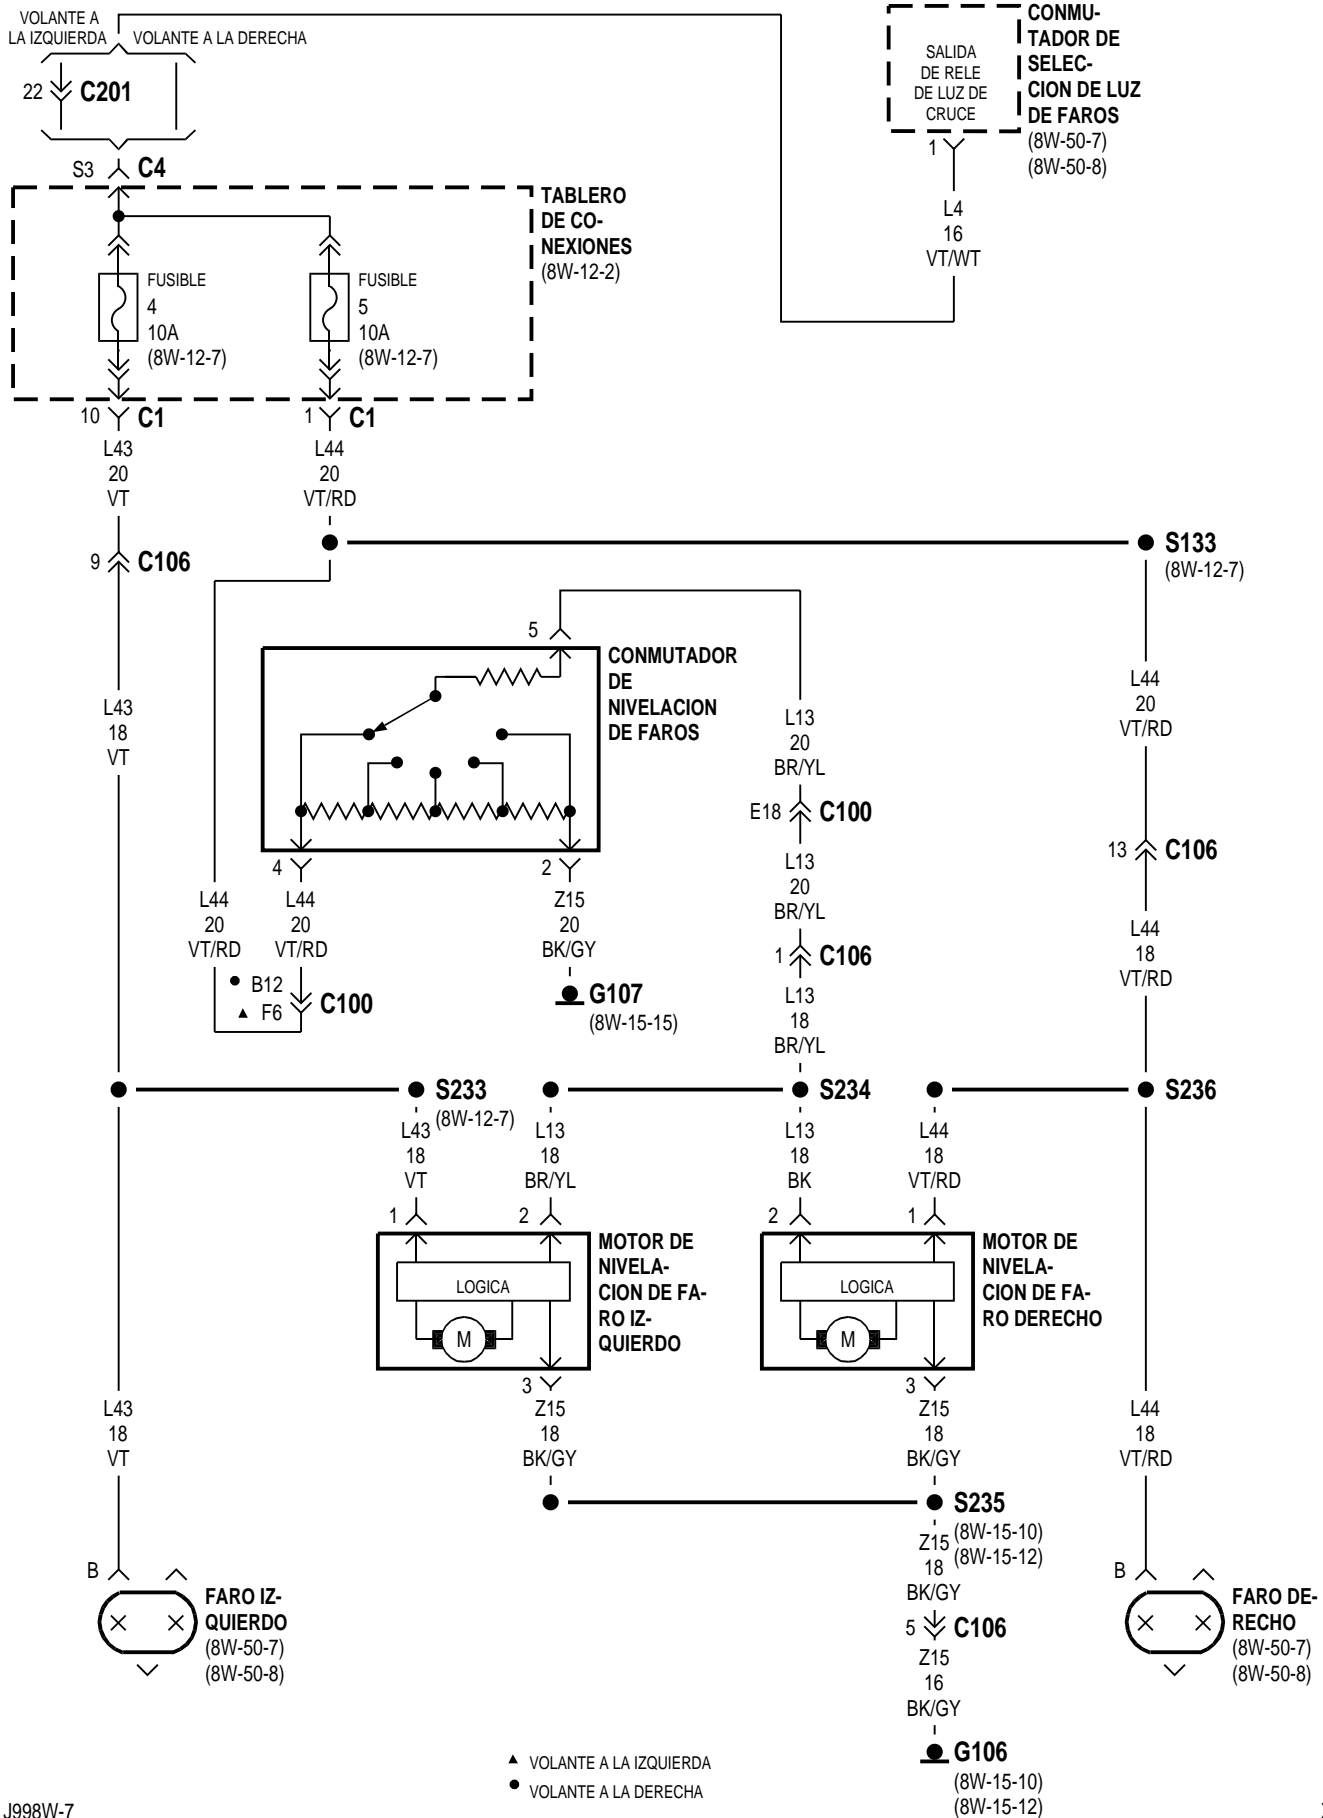 VOLANTE A
LA IZQUIERDA
VOLANTE A LA DERECHA
22
C201
S3
C4
SALIDA
DE RELE
DE LUZ DE
CRUCE
CONMU-
TADOR DE
SELEC-
CION DE LUZ
DE FAROS
(8W-50-7)
(8W-50-8)
1
L4
16
VT/WT
TABLERO
DE CO-
NEXIONES
(8W-12-2)
FUSIBLE
4
10A
(8W-12-7)
FUSIBLE
5
10A
(8W-12-7)
10
C1
1
C1
L43
20
VT
L44
20
VT/RD
9
C106
S133
(8W-12-7)
5
CONMUTADOR
DE
NIVELACION
DE FAROS
L43
18
VT
L13
20
BR/YL
L44
20
VT/RD
E18
C100
13
C106
4
2
L44
20
VT/RD
L44
20
VT/RD
Z15
20
BK/GY
L13
20
BR/YL
L44
18
VT/RD
1
C106
● B12
▲ F6
C100
G107
(8W-15-15)
L13
18
BR/YL
S233
(8W-12-7)
S234
S236
L43
18
VT
L13
18
BR/YL
L13
18
BK
L44
18
VT/RD
1
2
2
1
LOGICA
M
MOTOR DE
NIVELA-
CION DE FA-
RO IZ-
QUIERDO
LOGICA
M
MOTOR DE
NIVELA-
CION DE FA-
RO DERECHO
3
3
L43
18
VT
Z15
18
BK/GY
Z15
18
BK/GY
L44
18
VT/RD
S235
(8W-15-10)
(8W-15-12)
Z15
18
BK/GY
B
FARO IZ-
QUIERDO
(8W-50-7)
(8W-50-8)
5
C106
Z15
16
BK/GY
B
FARO DE-
RECHO
(8W-50-7)
(8W-50-8)
G106
(8W-15-10)
(8W-15-12)
▲ VOLANTE A LA IZQUIERDA
● VOLANTE A LA DERECHA
J998W-7